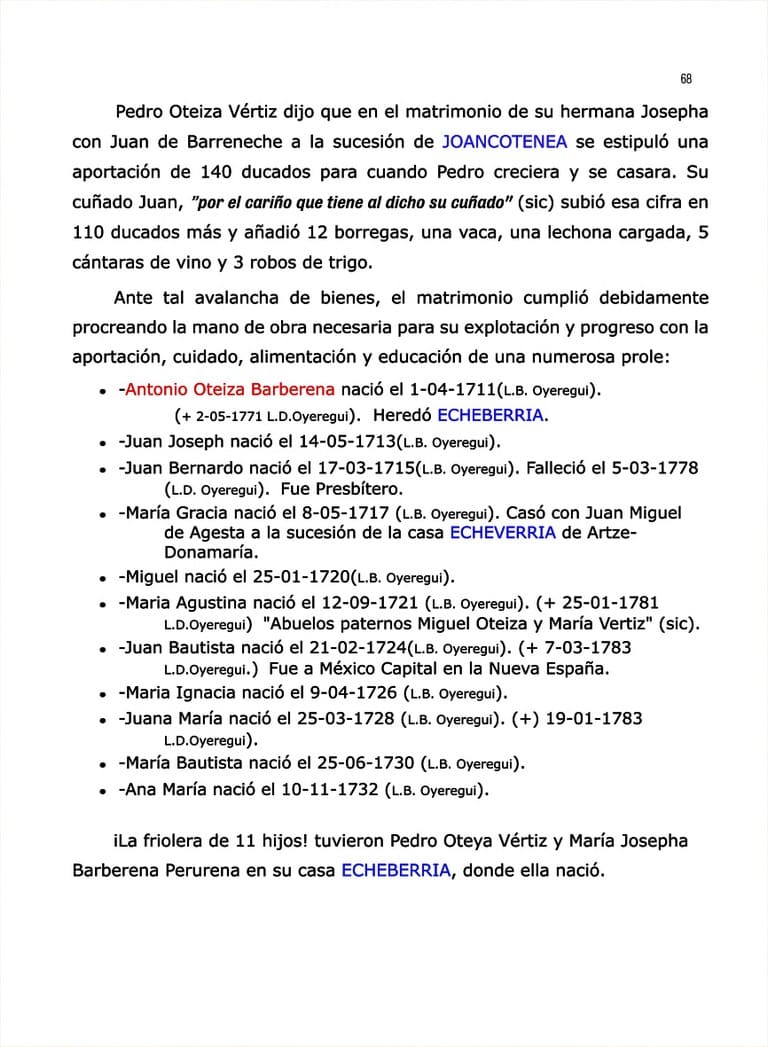 68
Pedro Oteiza Vértiz dijo que en el matrimonio de su hermana Josepha
con Juan de Barreneche a la sucesión de JOANCOTENEA se estipuló una
aportación de 140 ducados para cuando Pedro creciera y se casara. Su
cuñado Juan, "por el cariño que tiene al dicho su cuñado" (sic) subió esa cifra en
110 ducados más y añadió 12 borregas, una vaca, una lechona cargada, 5
cántaras de vino y 3 robos de trigo.
Ante tal avalancha de bienes, el matrimonio cumplió debidamente
procreando la mano de obra necesaria para su explotación y progreso con la
aportación, cuidado, alimentación y educación de una numerosa prole:
• -Antonio Oteiza Barberena nació el 1-04-1711(L.B. Oyeregui).
(+ 2-05-1771 L.D.Oyeregui). Heredó ECHEBERRIA.
• -Juan Joseph nació el 14-05-1713(L.B. Oyeregui).
• -Juan Bernardo nació el 17-03-1715(L.B. Oyeregui). Falleció el 5-03-1778
(L.D. Oyeregui). Fue Presbítero.
• -María Gracia nació el 8-05-1717 (L.B. Oyeregui). Casó con Juan Miguel
de Agesta a la sucesión de la casa ECHEVERRIA de Artze-
Donamaría.
• -Miguel nació el 25-01-1720(L.B. Oyeregui).
• -Maria Agustina nació el 12-09-1721 (L.B. Oyeregui). (+ 25-01-1781
L.D.Oyeregui) "Abuelos paternos Miguel Oteiza y María Vertiz" (sic).
• -Juan Bautista nació el 21-02-1724(L.B. Oyeregui). (+ 7-03-1783
L.D.Oyeregui.) Fue a México Capital en la Nueva España.
• -Maria Ignacia nació el 9-04-1726 (L.B. Oyeregui).
• -Juana María nació el 25-03-1728 (L.B. Oyeregui). (+) 19-01-1783
L.D.Oyeregui).
• -María Bautista nació el 25-06-1730 (L.B. Oyeregui).
• -Ana María nació el 10-11-1732 (L.B. Oyeregui).
¡La friolera de 11 hijos! tuvieron Pedro Oteya Vértiz y María Josepha
Barberena Perurena en su casa ECHEBERRIA, donde ella nació.